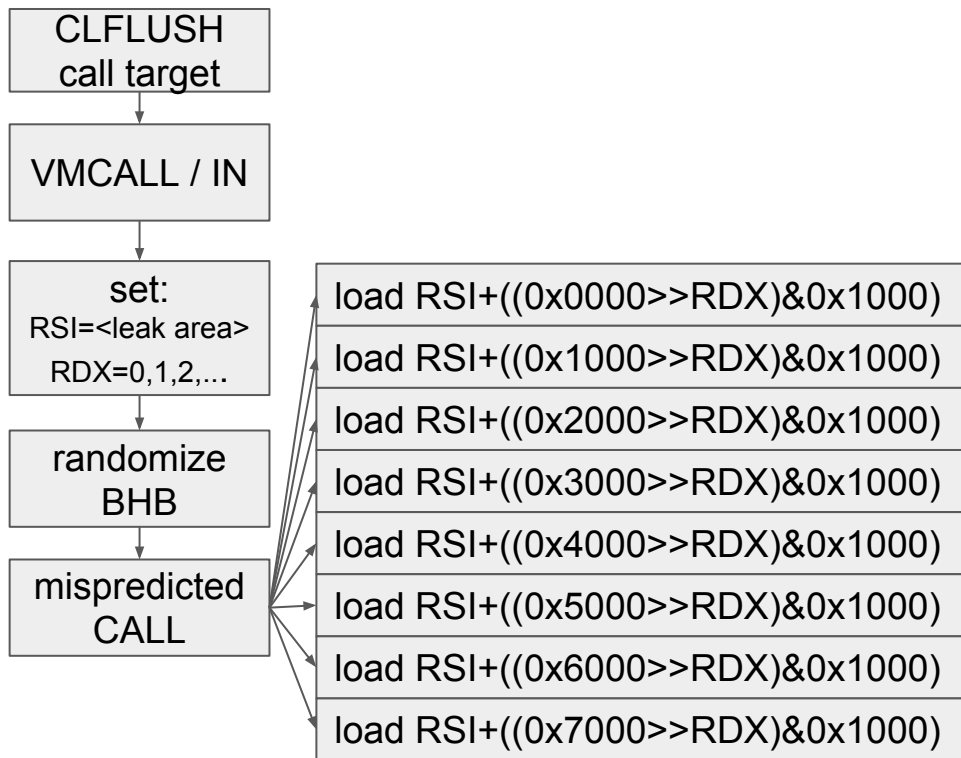 CLFLUSH
call target
VMCALL / IN
set:
RSI=<leak area>
RDX=0,1,2,...
randomize
BHB
mispredicted
CALL
load RSI+((0x0000>>RDX)&0x1000)
load RSI+((0x1000>>RDX)&0x1000)
load RSI+((0x2000>>RDX)&0x1000)
load RSI+((0x3000>>RDX)&0x1000)
load RSI+((0x4000>>RDX)&0x1000)
load RSI+((0x5000>>RDX)&0x1000)
load RSI+((0x6000>>RDX)&0x1000)
load RSI+((0x7000>>RDX)&0x1000)